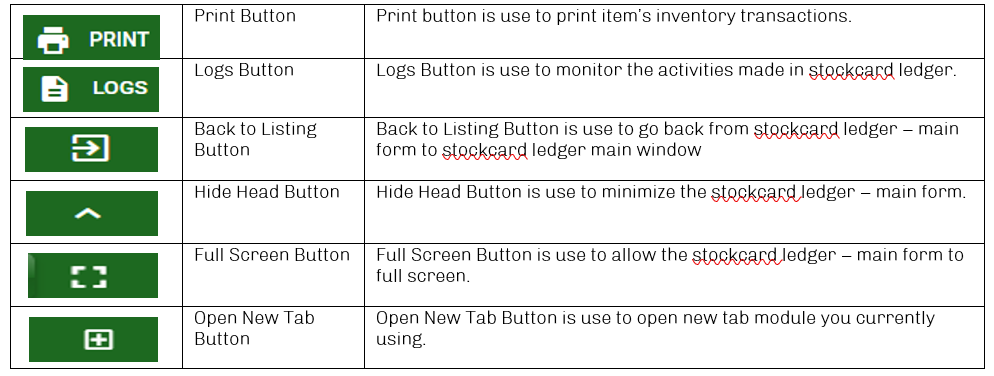 PRINT
Print Button
Print button is use to print item's inventory transactions.
LOGS
Logs Button
Logs Button is use to monitor the activities made in stockcard ledger.
Back to Listing
Button
Back to Listing Button is use to go back from stockcard ledger – main
form to stockcard ledger main window
Hide Head Button
Hide Head Button is use to minimize the stockcard ledger – main form.
Full Screen Button
Full Screen Button is use to allow the stockcard ledger – main form to
full screen.
Open New Tab
Button
Open New Tab Button is use to open new tab module you currently
using.